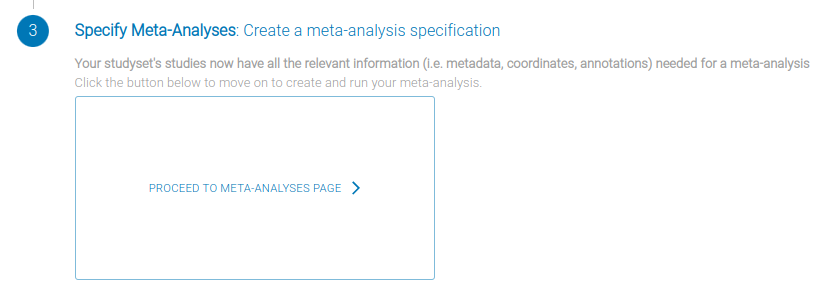 3
Specify Meta-Analyses: Create a meta-analysis specification
Your studyset's studies now have all the relevant information (i.e. metadata, coordinates, annotations) needed for a meta-analysis
Click the button below to move on to create and run your meta-analysis.
PROCEED TO META-ANALYSES PAGE